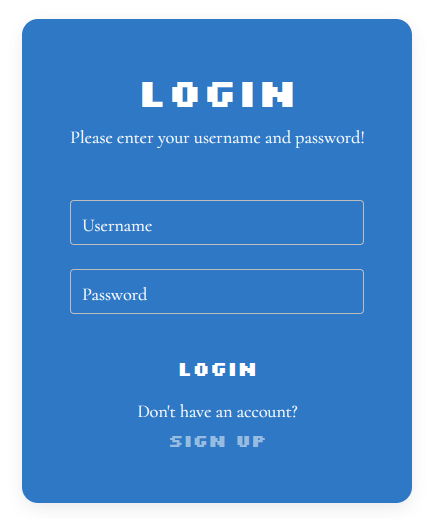 LOGIN
Please enter your username and password!
Username
Password
LOGIN
Don't have an account?
SIGN UP